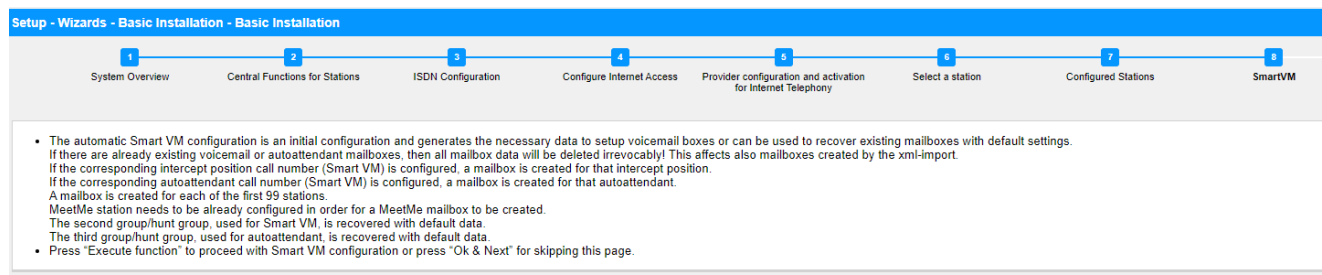 Setup - Wizards - Basic Installation - Basic Installation
1
2
3
4
5
6
7
8
System Overview
Central Functions for Stations
ISDN Configuration
Configure Internet Access
Provider configuration and activation
for Internet Telephony
Select a station
Configured Stations
SmartVM
• The automatic Smart VM configuration is an initial configuration and generates the necessary data to setup voicemail boxes or can be used to recover existing mailboxes with default settings.
If there are already existing voicemail or autoattendant mailboxes, then all mailbox data will be deleted irrevocably! This affects also mailboxes created by the xml-import.
If the corresponding intercept position call number (Smart VM) is configured, a mailbox is created for that intercept position.
If the corresponding autoattendant call number (Smart VM) is configured, a mailbox is created for that autoattendant.
A mailbox is created for each of the first 99 stations.
MeetMe station needs to be already configured in order for a MeetMe mailbox to be created.
The second group/hunt group, used for Smart VM, is recovered with default data.
The third group/hunt group, used for autoattendant, is recovered with default data.
• Press "Execute function" to proceed with Smart VM configuration or press "Ok & Next" for skipping this page.